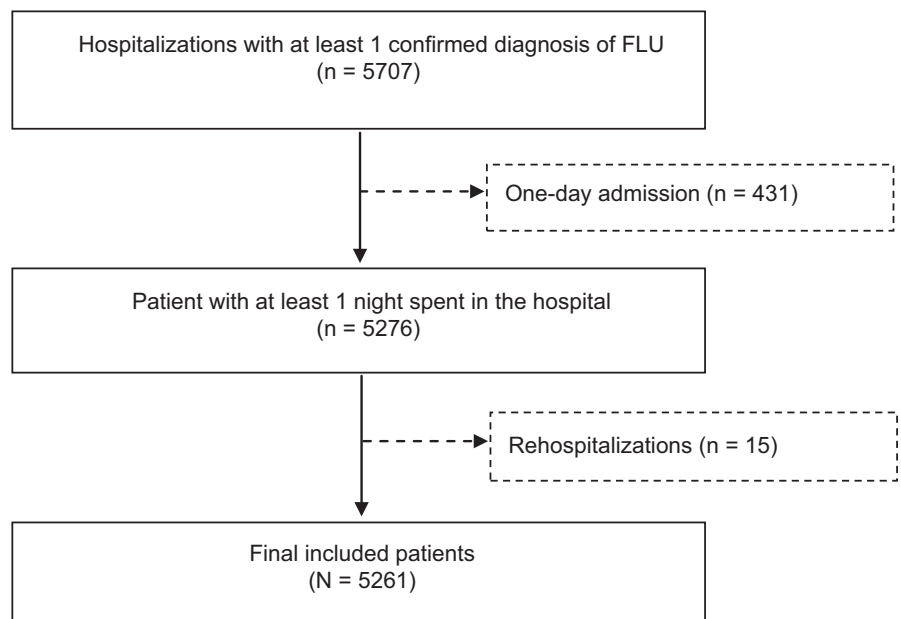 Hospitalizations with at least 1 confirmed diagnosis of FLU
(n = 5707)
One-day admission (n = 431)
Patient with at least 1 night spent in the hospital
(n = 5276)
Rehospitalizations (n = 15)
Final included patients
(N = 5261)